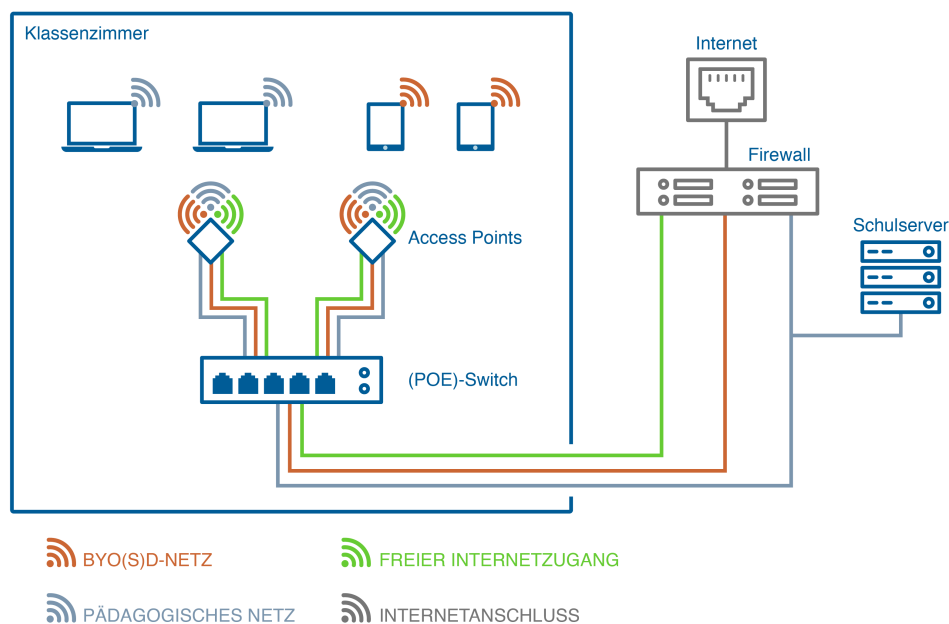 Klassenzimmer
Internet
Firewall
Schulserver
Access Points
(POE)-Switch
BYO(S)D-NETZ
FREIER INTERNETZUGANG
PÄDAGOGISCHES NETZ
INTERNETANSCHLUSS